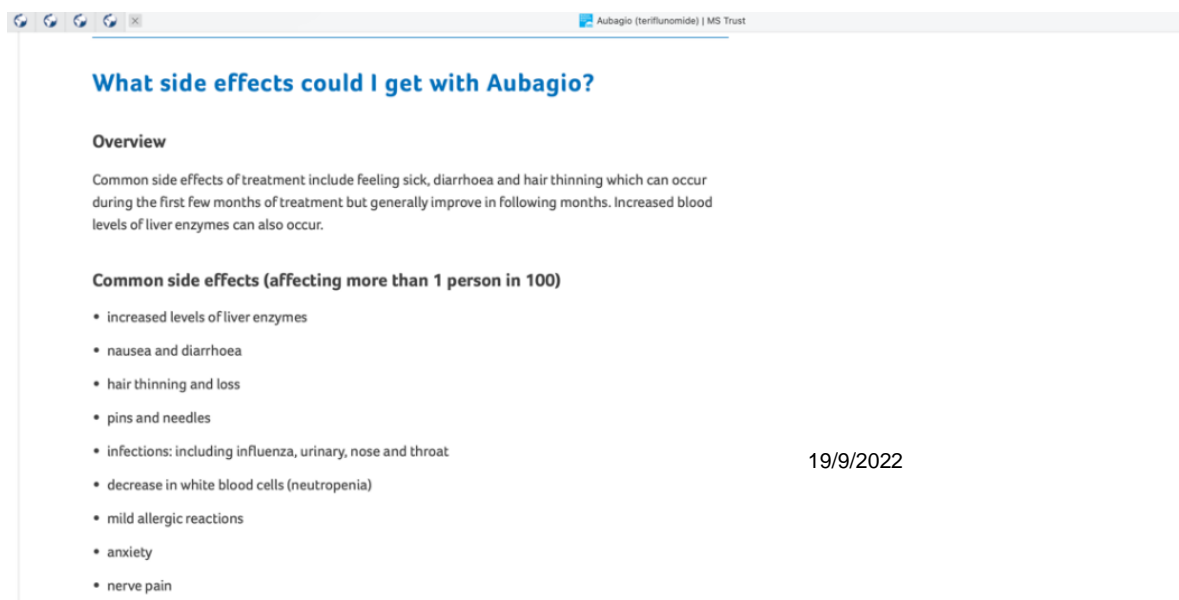 Aubagio (teriflunomide) | MS Trust
What side effects could I get with Aubagio?
Overview
Common side effects of treatment include feeling sick, diarrhoea and hair thinning which can occur
during the first few months of treatment but generally improve in following months. Increased blood
levels of liver enzymes can also occur.
Common side effects (affecting more than 1 person in 100)
• increased levels of liver enzymes
• nausea and diarrhoea
• hair thinning and loss
• pins and needles
• infections: including influenza, urinary, nose and throat
19/9/2022
• decrease in white blood cells (neutropenia)
• mild allergic reactions
• anxiety
• nerve pain